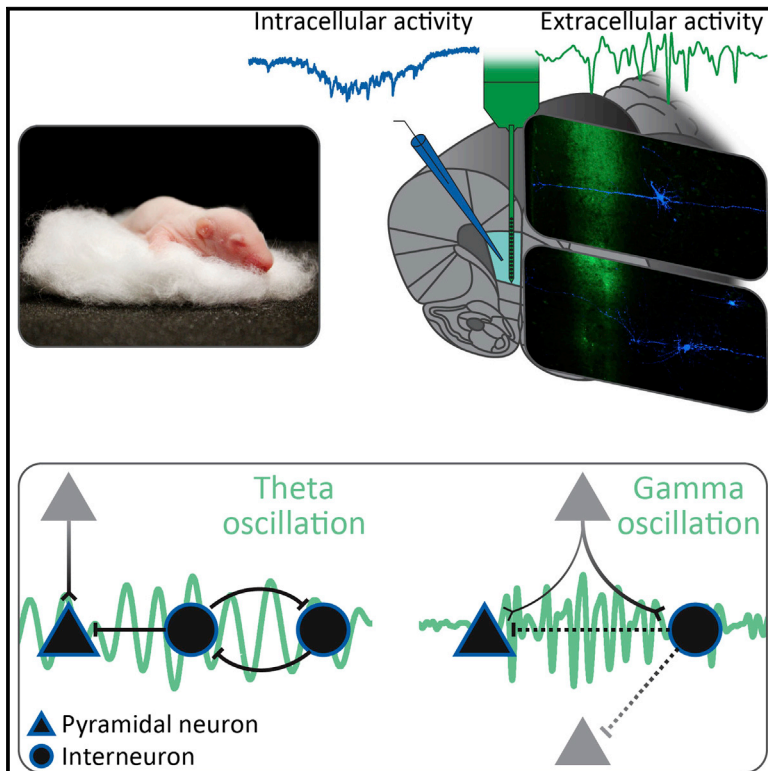 Intracellular activity
Extracellular activity
Theta
oscillation
Gamma
oscillation
Pyramidal neuron
Interneuron